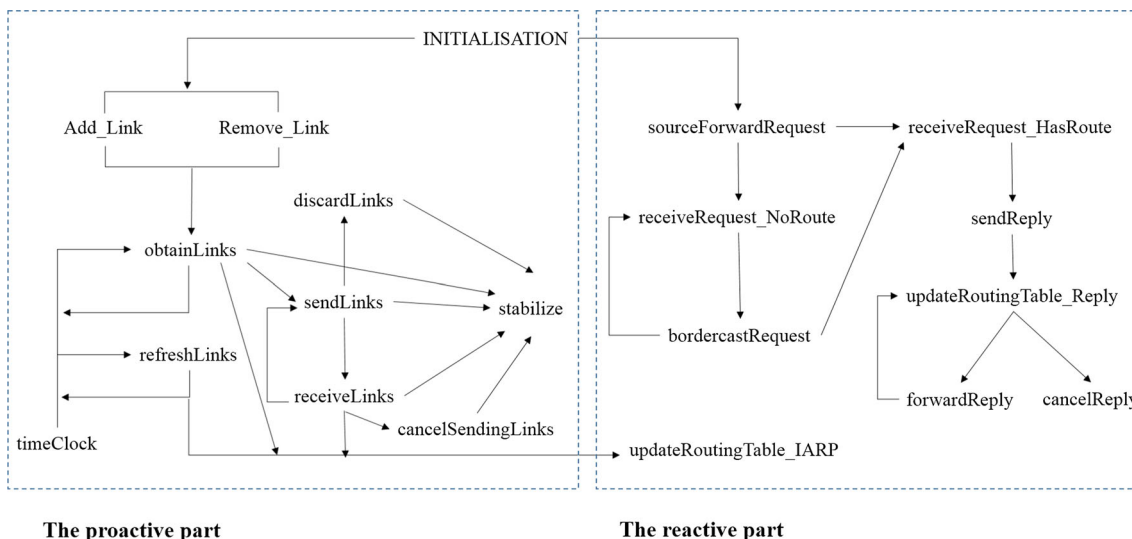 INITIALISATION
Add_Link
Remove_Link
sourceForwardRequest
receiveRequest_HasRoute
discardLinks
receiveRequest_NoRoute
sendReply
obtainLinks
sendLinks
stabilize
updateRoutingTable_Reply
bordercastRequest
refreshLinks
receiveLinks
forwardReply
cancelReply
cancelSendingLinks
timeClock
updateRoutingTable_IARP
The proactive part
The reactive part